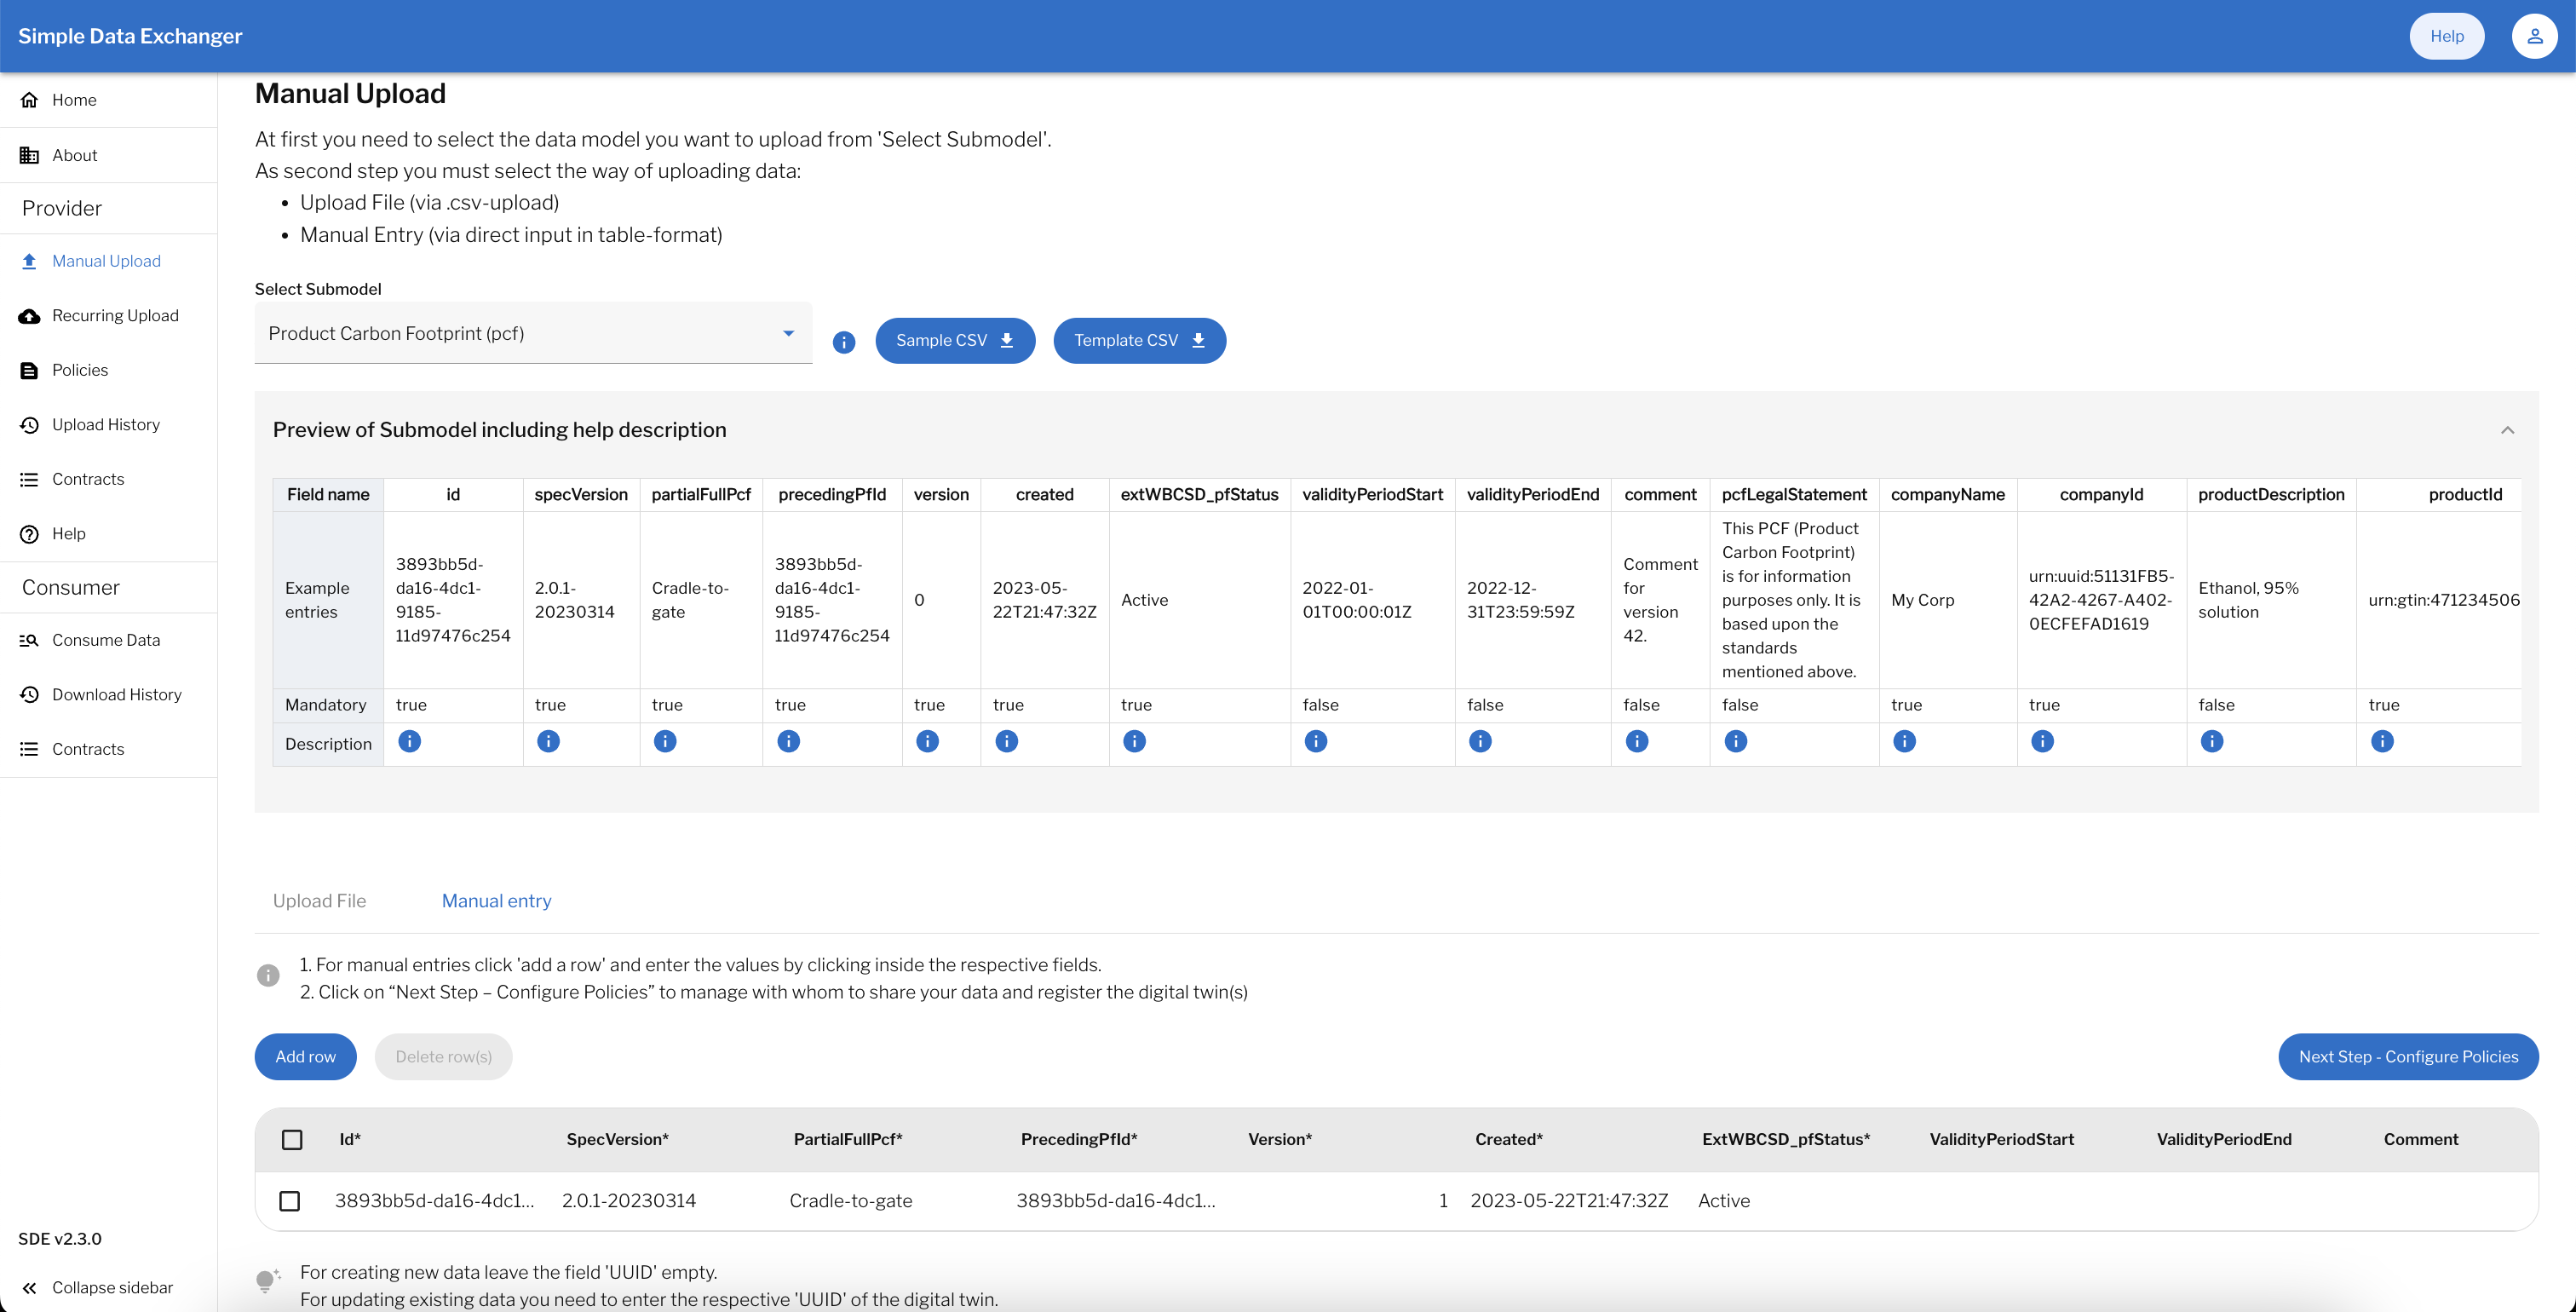 Simple Data Exchanger
Help
Home
About
Provider
Manual Upload
Recurring Upload
Policies
Upload History
Contracts
Help
Consumer
Consume Data
Download History
Contracts
SDE v2.3.0
Collapse sidebar
Manual Upload
At first you need to select the data model you want to upload from 'Select Submodel'.
As second step you must select the way of uploading data:
• Upload File (via .csv-upload)
• Manual Entry (via direct input in table-format)
Select Submodel
Product Carbon Footprint (pcf)
Sample CSV
Template CSV
Preview of Submodel including help description
Field name id specVersion partialFullPcf precedingPfId version created extWBCSD_pfStatus validityPeriodStart validityPeriodEnd comment pcfLegalStatement companyName companyId productDescription productId
Example
entries
3893bb5d-
da16-4dc1-
9185-
11d97476c254
2.0.1-
20230314
Cradle-to-
gate
3893bb5d-
da16-4dc1-
9185-
11d97476c254
0
2023-05-
22T21:47:32Z
Active
2022-01-
01T00:00:01Z
2022-12-
31T23:59:59Z
Comment
for
version
42.
This PCF (Product
Carbon Footprint)
is for information
purposes only. It is
based upon the
standards
mentioned above.
My Corp
urn:uuid:51131FB5-
42A2-4267-A402-
0ECFEFAD1619
Ethanol, 95%
solution
urn:gtin:471234506
Mandatory true true true true true true true false false false false true true false true
Description
Upload File
Manual entry
1. For manual entries click 'add a row' and enter the values by clicking inside the respective fields.
2. Click on “Next Step – Configure Policies” to manage with whom to share your data and register the digital twin(s)
Add row
Delete row(s)
Next Step - Configure Policies
Id* SpecVersion* PartialFullPcf* PrecedingPfId* Version* Created* ExtWBCSD_pfStatus* ValidityPeriodStart ValidityPeriodEnd Comment
3893bb5d-da16-4dc1... 2.0.1-20230314 Cradle-to-gate 3893bb5d-da16-4dc1... 1 2023-05-22T21:47:32Z Active
For creating new data leave the field 'UUID' empty.
For updating existing data you need to enter the respective 'UUID' of the digital twin.